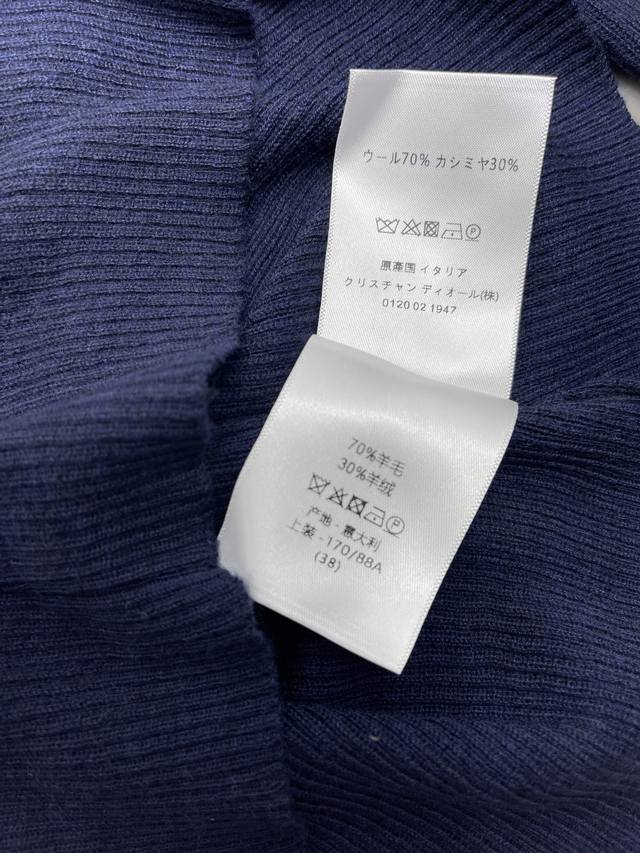 ウール70% カシミヤ30%
原産国 イタリア
クリスチャン ディオール(株)
0120 02 1947
70%羊毛
30%羊绒
产地 - 意大利
上装 - 170/88A
(38)